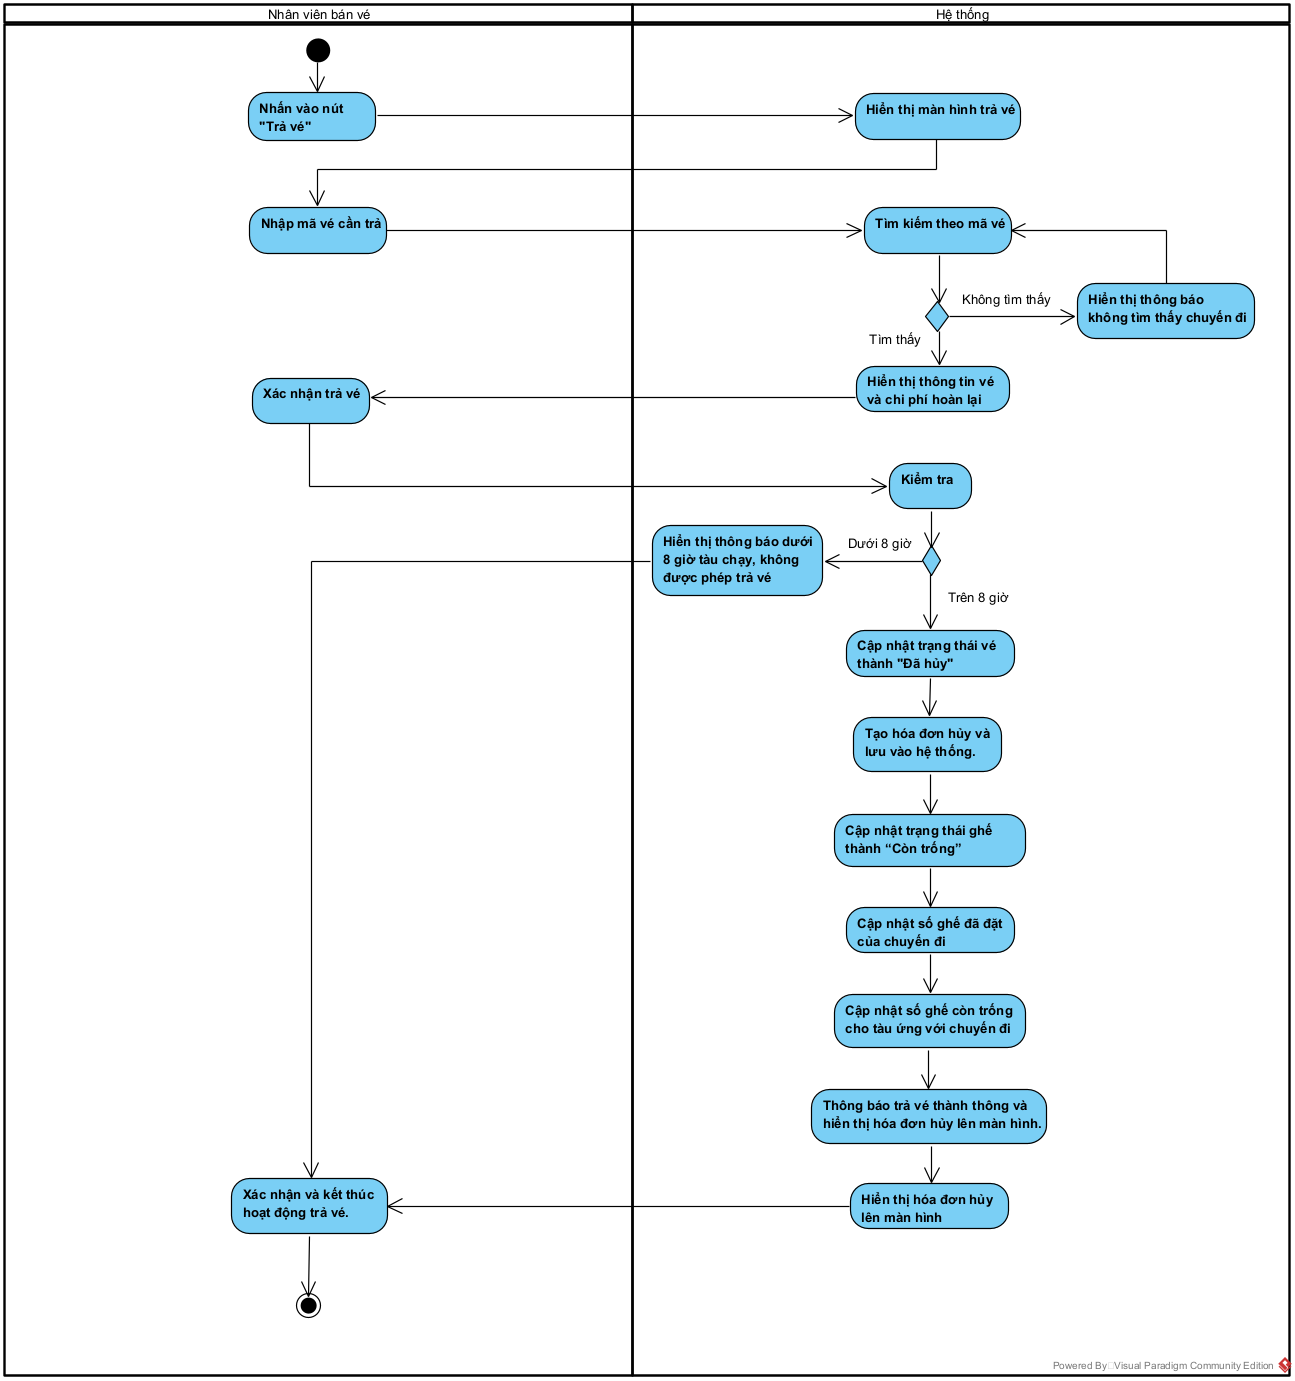 Nhân viên bán vé
Hệ thống
Nhấn vào nút
"Trả vé"
Hiển thị màn hình trả vé
Nhập mã vé cần trả
Tìm kiếm theo mã vé
Không tìm thấy
Hiển thị thông báo
không tìm thấy chuyến đi
Tìm thấy
Hiển thị thông tin vé
và chi phí hoàn lại
Xác nhận trả vé
Kiểm tra
Dưới 8 giờ
Hiển thị thông báo dưới
8 giờ tàu chạy, không
được phép trả vé
Trên 8 giờ
Cập nhật trạng thái vé
thành "Đã hủy"
Tạo hóa đơn hủy và
lưu vào hệ thống.
Cập nhật trạng thái ghế
thành “Còn trống”
Cập nhật số ghế đã đặt
của chuyến đi
Cập nhật số ghế còn trống
cho tàu ứng với chuyến đi
Thông báo trả vé thành thông và
hiển thị hóa đơn hủy lên màn hình.
Xác nhận và kết thúc
hoạt động trả vé.
Hiển thị hóa đơn hủy
lên màn hình
Powered By Visual Paradigm Community Edition